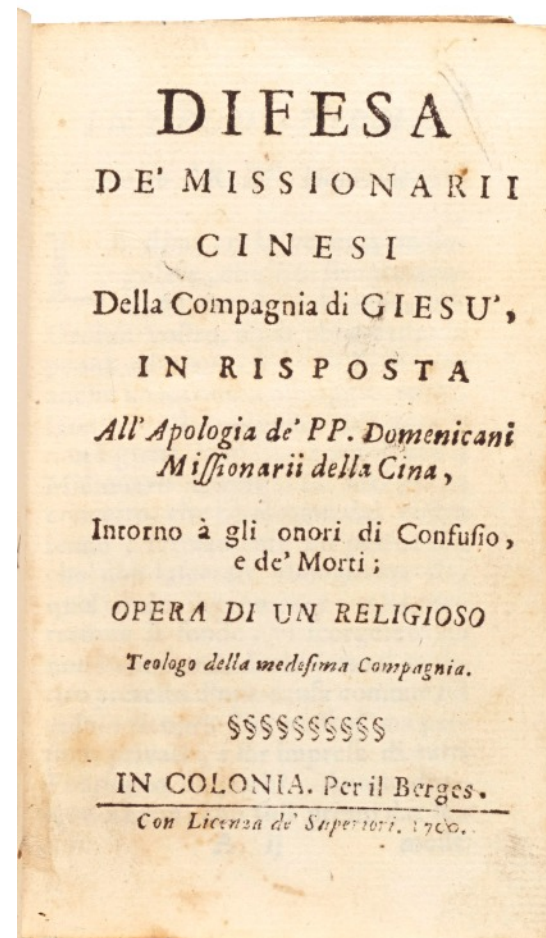 DIFESA
DE' MISSIONARII
CINESI
Della Compagnia di GIESU',
IN RISPOSTA
All' Apologia de' PP. Domenicani
Miſſionarii della Cina,
Intorno à gli onori di Confuſio,
e de' Morti;
OPERA DI UN RELIGIOSO
Teologo della medeſima Compagnia.
§§§§§§§§§§
IN COLONIA. Per il Berges.
Con Licenza de' Superiori. 1700.